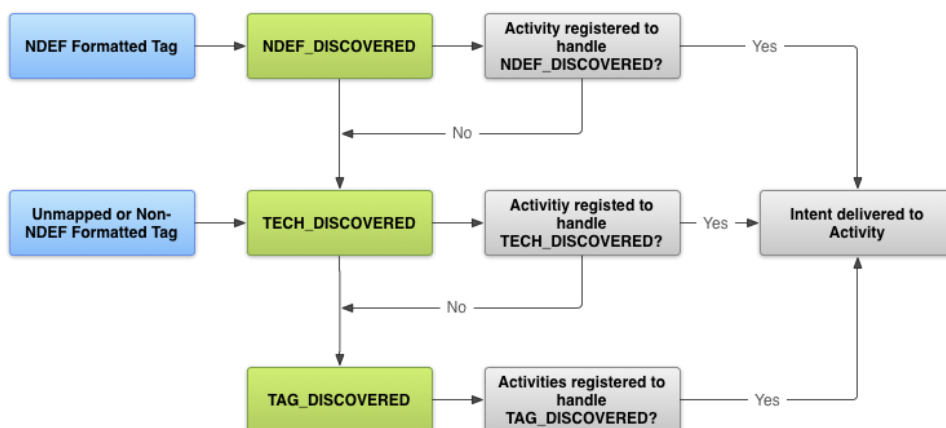 NDEF Formatted Tag
NDEF_DISCOVERED
Activity registered to
handle
NDEF_DISCOVERED?
Yes
No
Unmapped or Non-
NDEF Formatted Tag
TECH_DISCOVERED
Activitiy registed to
handle
TECH_DISCOVERED?
Yes
Intent delivered to
Activity
No
TAG_DISCOVERED
Activities registered to
handle
TAG_DISCOVERED?
Yes